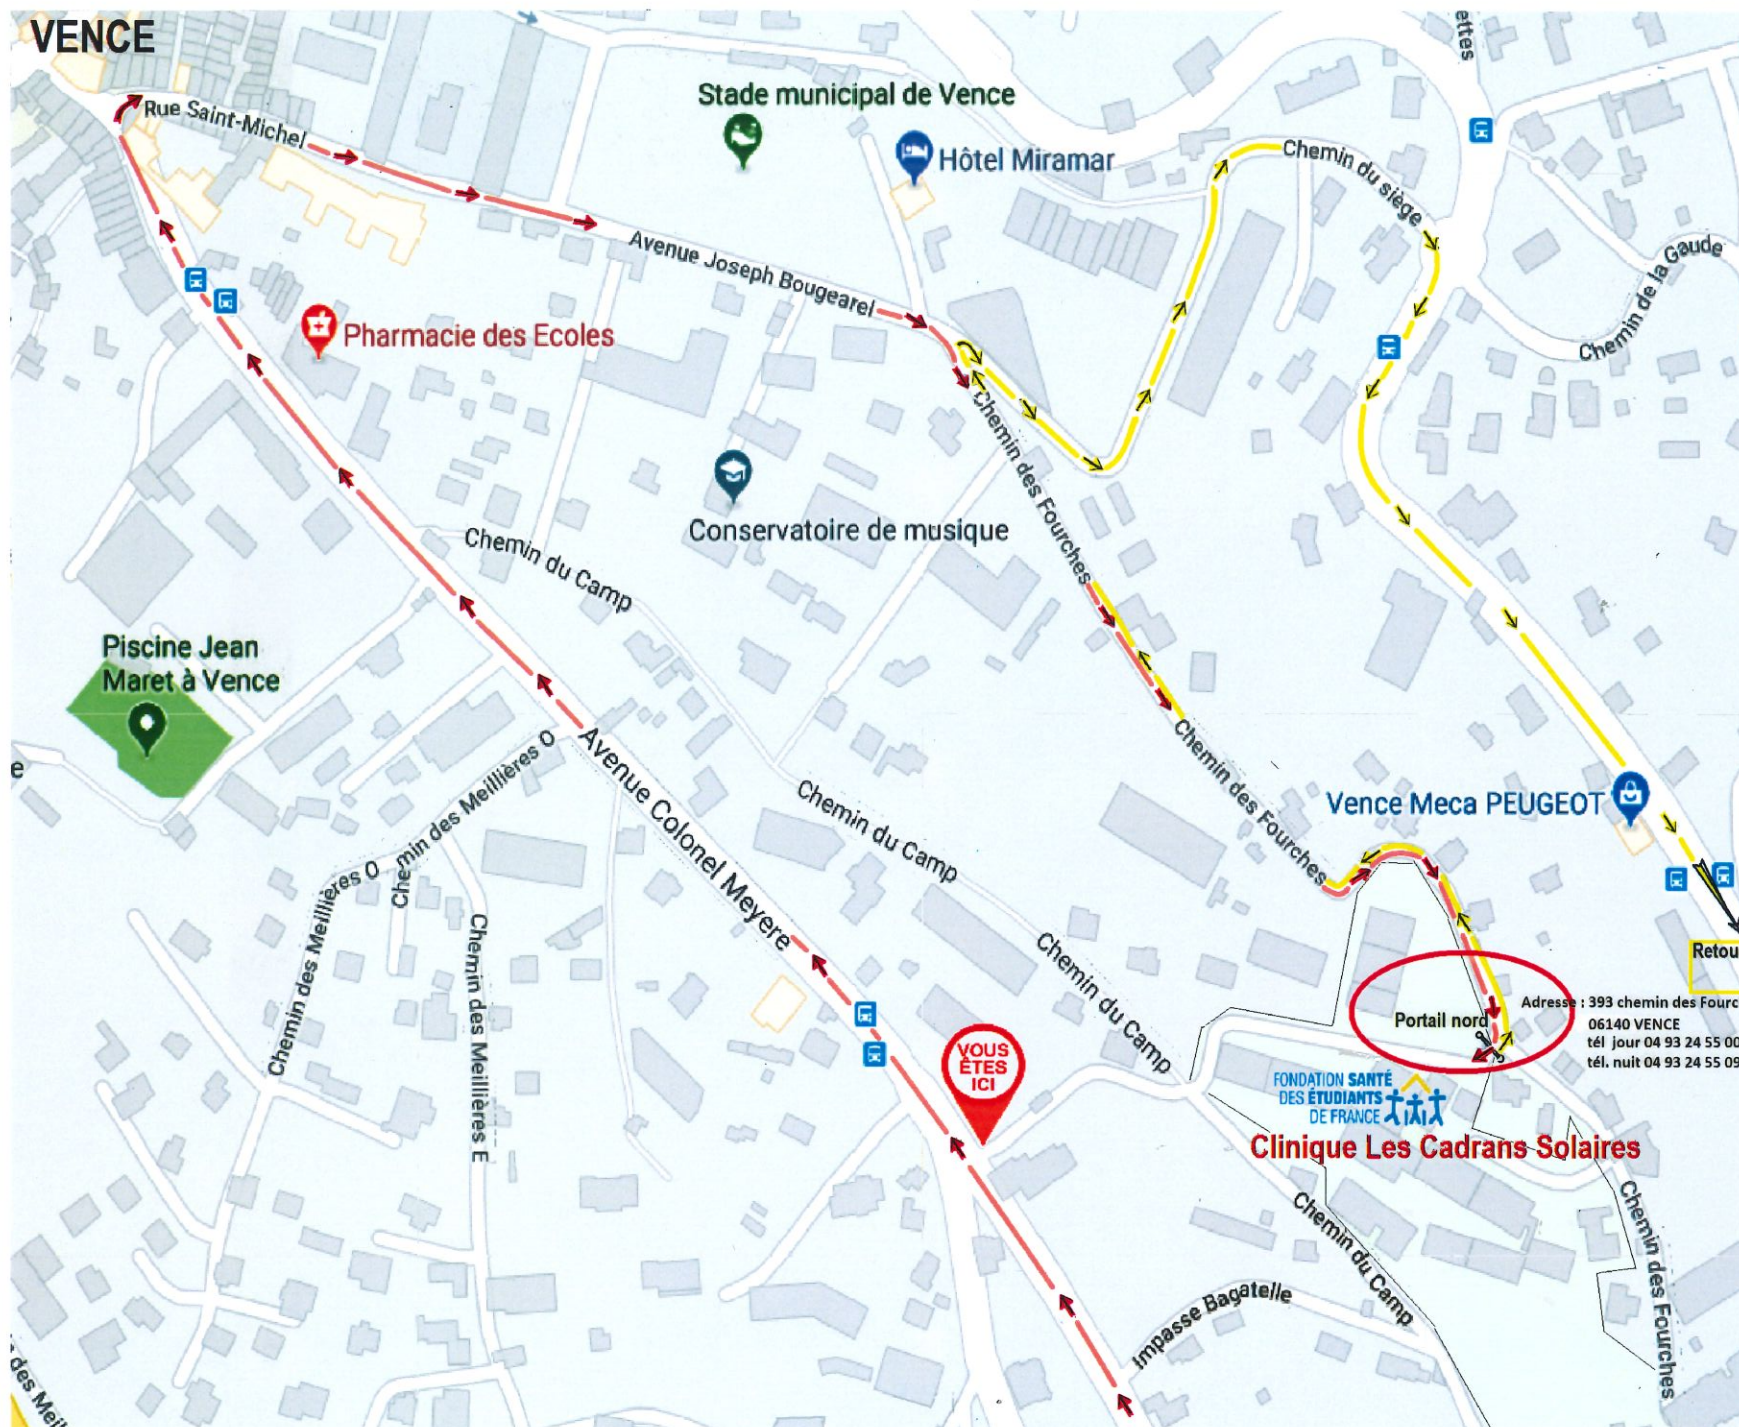 VENCE
ettes
Rue Saint-Michel
Stade municipal de Vence
Hôtel Miramar
Chemin du siège
Chemin de la Gaude
Avenue Joseph Bougearel
Pharmacie des Ecoles
Chemin des Fourches
Conservatoire de musique
Chemin du Camp
Piscine Jean
Maret à Vence
e
Avenue Colonel Meyere
Chemin des Meillières O
Chemin des Meillières O
Chemin du Camp
Chemin des Fourches
Vence Meca PEUGEOT
Chemin des Meillières E
Chemin du Camp
Retou
Adresse : 393 chemin des Fourc
06140 VENCE
tél jour 04 93 24 55 00
tél. nuit 04 93 24 55 09
Portail nord
VOUS
ÊTES
ICI
FONDATION SANTÉ
DES ÉTUDIANTS
DE FRANCE
Clinique Les Cadrans Solaires
Chemin du Camp
Chemin des Fourches
Impasse Bagatelle
des Meil